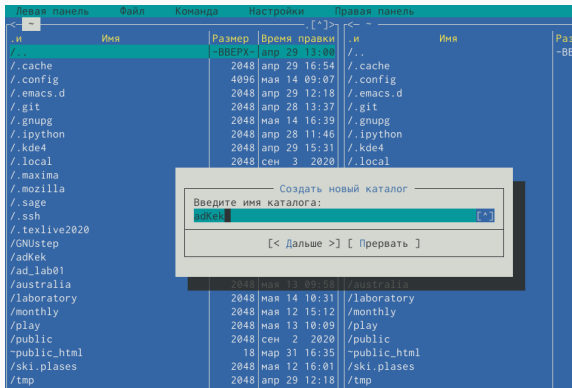 Левая панель Файл Команда Настройки Правая панель
<- ~ .[^]> <- ~
.и Имя Размер Время правки .и Имя Раз
/.. -ВВЕРХ- апр 29 13:00 /.. -ВВ
/.cache 2048 апр 29 16:54 /.cache
/.config 4096 мая 14 09:07 /.config
/.emacs.d 2048 апр 29 12:18 /.emacs.d
/.git 2048 апр 28 13:37 /.git
/.gnupg 2048 мая 14 16:39 /.gnupg
/.ipython 2048 апр 28 11:46 /.ipython
/.kde4 2048 апр 29 15:31 /.kde4
/.local 2048 сен 3 2020 /.local
/.maxima
/.mozilla Создать новый каталог
/.sage Введите имя каталога:
/.ssh adKek [^]
/.texlive2020
/GNUstep [< Дальше >] [ Прервать ]
/adKek
/ad_lab01
/australia 2048 мая 13 09:58 /australia
/laboratory 2048 мая 14 10:31 /laboratory
/monthly 2048 мая 12 15:12 /monthly
/play 2048 мая 13 10:09 /play
/public 2048 сен 2 2020 /public
~public_html 18 мар 31 16:35 ~public_html
/ski.plases 2048 мая 12 16:01 /ski.plases
/tmp 2048 апр 29 12:18 /tmp